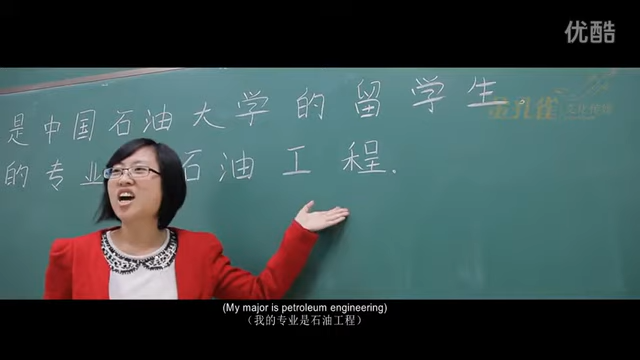 优酷
是中国石油大学的留学生
的专业 石油工程.
(My major is petroleum engineering)
（我的专业是石油工程）